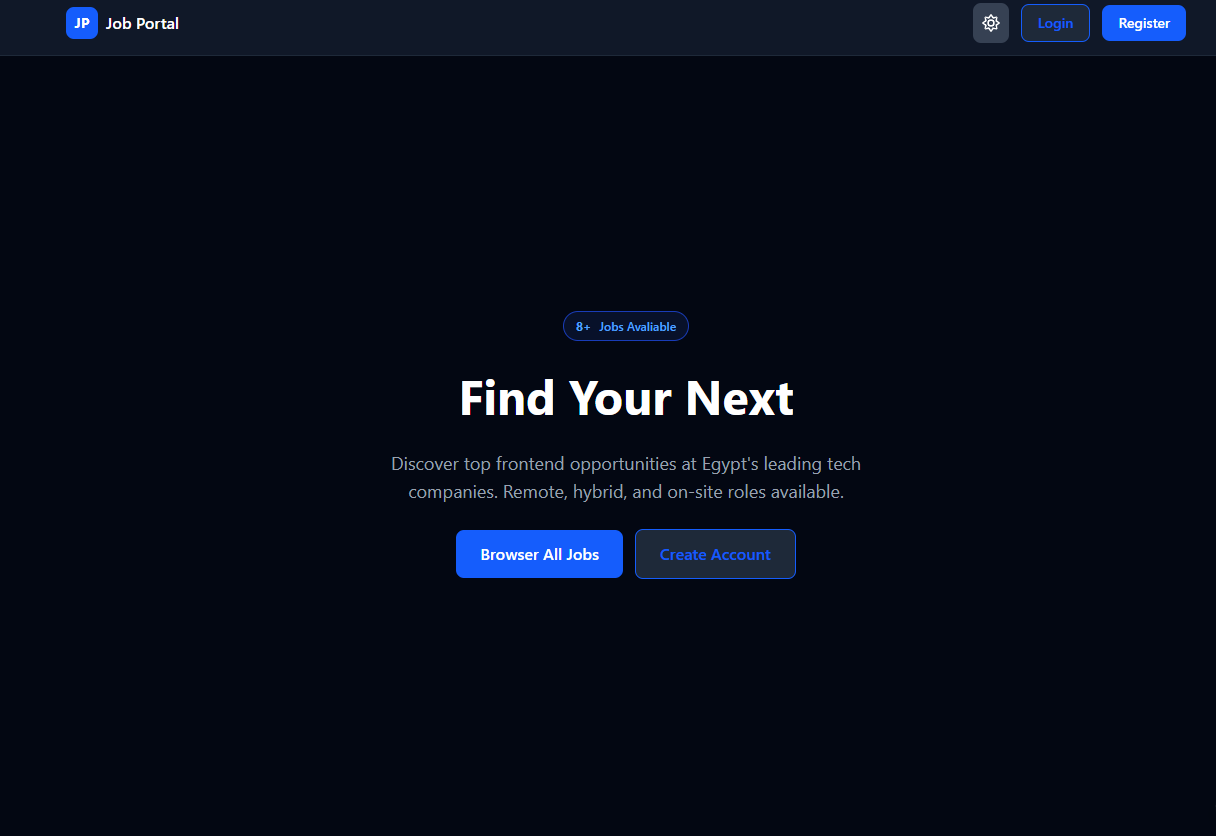 JP Job Portal
Login
Register
8+ Jobs Avaliable
Find Your Next
Discover top frontend opportunities at Egypt's leading tech
companies. Remote, hybrid, and on-site roles available.
Browser All Jobs
Create Account